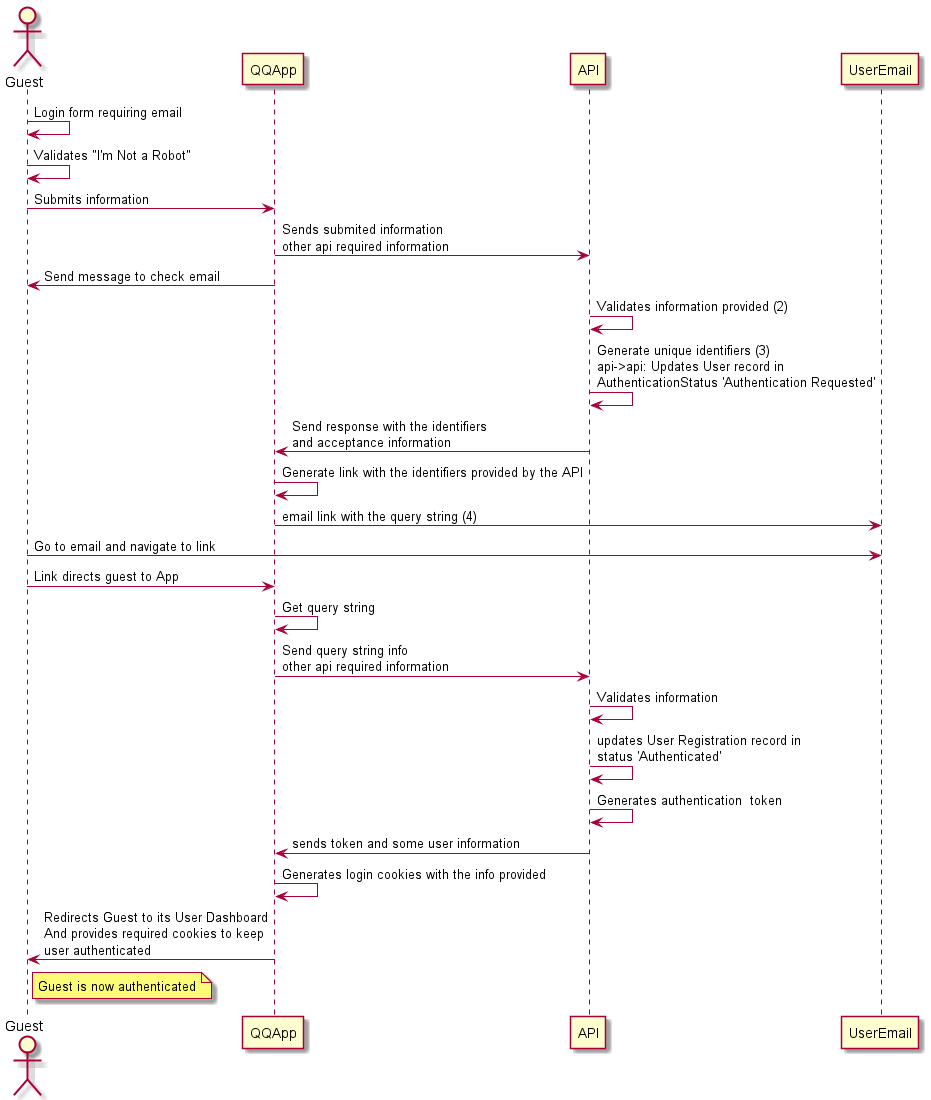 Guest
QQApp
API
UserEmail
Login form requiring email
Validates "I'm Not a Robot"
Submits information
Sends submited information
other api required information
Send message to check email
Validates information provided (2)
Generate unique identifiers (3)
api->api: Updates User record in
AuthenticationStatus 'Authentication Requested'
Send response with the identifiers
and acceptance information
Generate link with the identifiers provided by the API
email link with the query string (4)
Go to email and navigate to link
Link directs guest to App
Get query string
Send query string info
other api required information
Validates information
updates User Registration record in
status 'Authenticated'
Generates authentication  token
sends token and some user information
Generates login cookies with the info provided
Redirects Guest to its User Dashboard
And provides required cookies to keep
user authenticated
Guest is now authenticated
Guest
QQApp
API
UserEmail